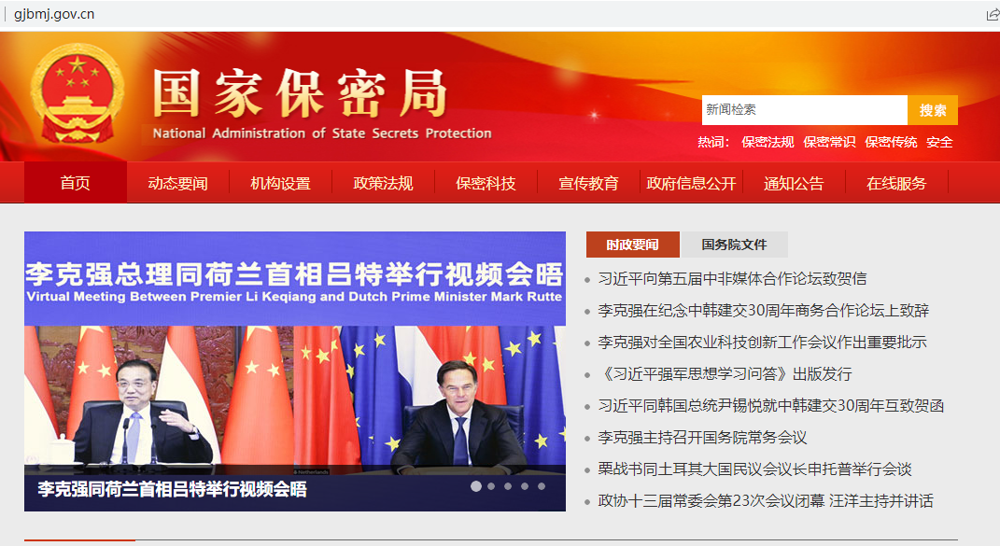 gjbmj.gov.cn
国家保密局
National Administration of State Secrets Protection
新闻检索 搜索
热词： 保密法规 保密常识 保密传统 安全
首页 动态要闻 机构设置 政策法规 保密科技 宣传教育 政府信息公开 通知公告 在线服务
李克强总理同荷兰首相吕特举行视频会晤
Virtual Meeting Between Premier Li Keqiang and Dutch Prime Minister Mark Rutte
Netherlands
李克强同荷兰首相吕特举行视频会晤
时政要闻 国务院文件
习近平向第五届中非媒体合作论坛致贺信
李克强在纪念中韩建交30周年商务合作论坛上致辞
李克强对全国农业科技创新工作会议作出重要批示
《习近平强军思想学习问答》出版发行
习近平同韩国总统尹锡悦就中韩建交30周年互致贺函
李克强主持召开国务院常务会议
栗战书同土耳其大国民议会议长申托普举行会谈
政协十三届常委会第23次会议闭幕 汪洋主持并讲话